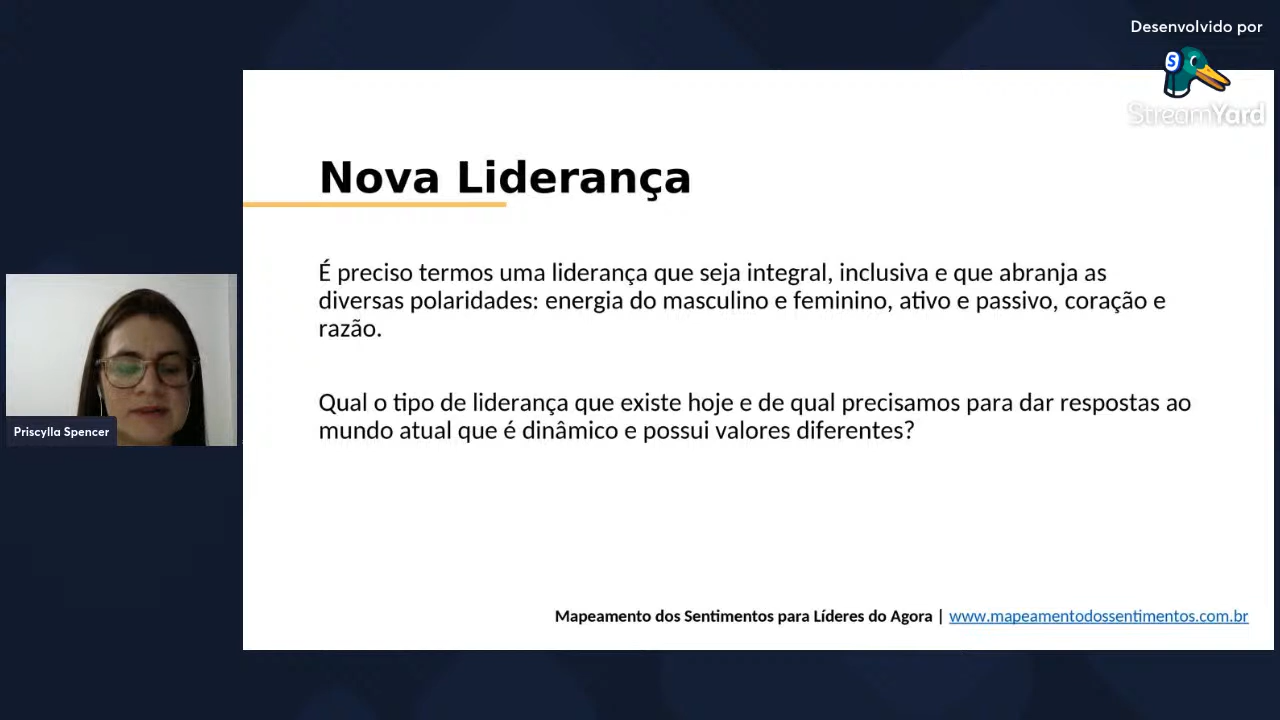 Desenvolvido por
StreamYard
Nova Liderança
É preciso termos uma liderança que seja integral, inclusiva e que abranja as
diversas polaridades: energia do masculino e feminino, ativo e passivo, coração e
razão.
Qual o tipo de liderança que existe hoje e de qual precisamos para dar respostas ao
mundo atual que é dinâmico e possui valores diferentes?
Priscylla Spencer
Mapeamento dos Sentimentos para Líderes do Agora | www.mapeamentodossentimentos.com.br